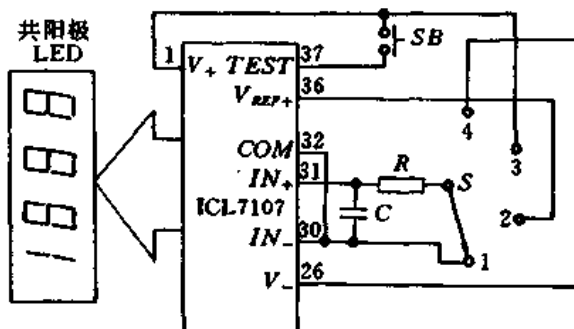 共阳极
LED
1
V+
TEST
37
SB
VREF+
36
COM
32
IN+
31
R
S
ICL7107
C
IN-
30
V-
26
4
3
2
1